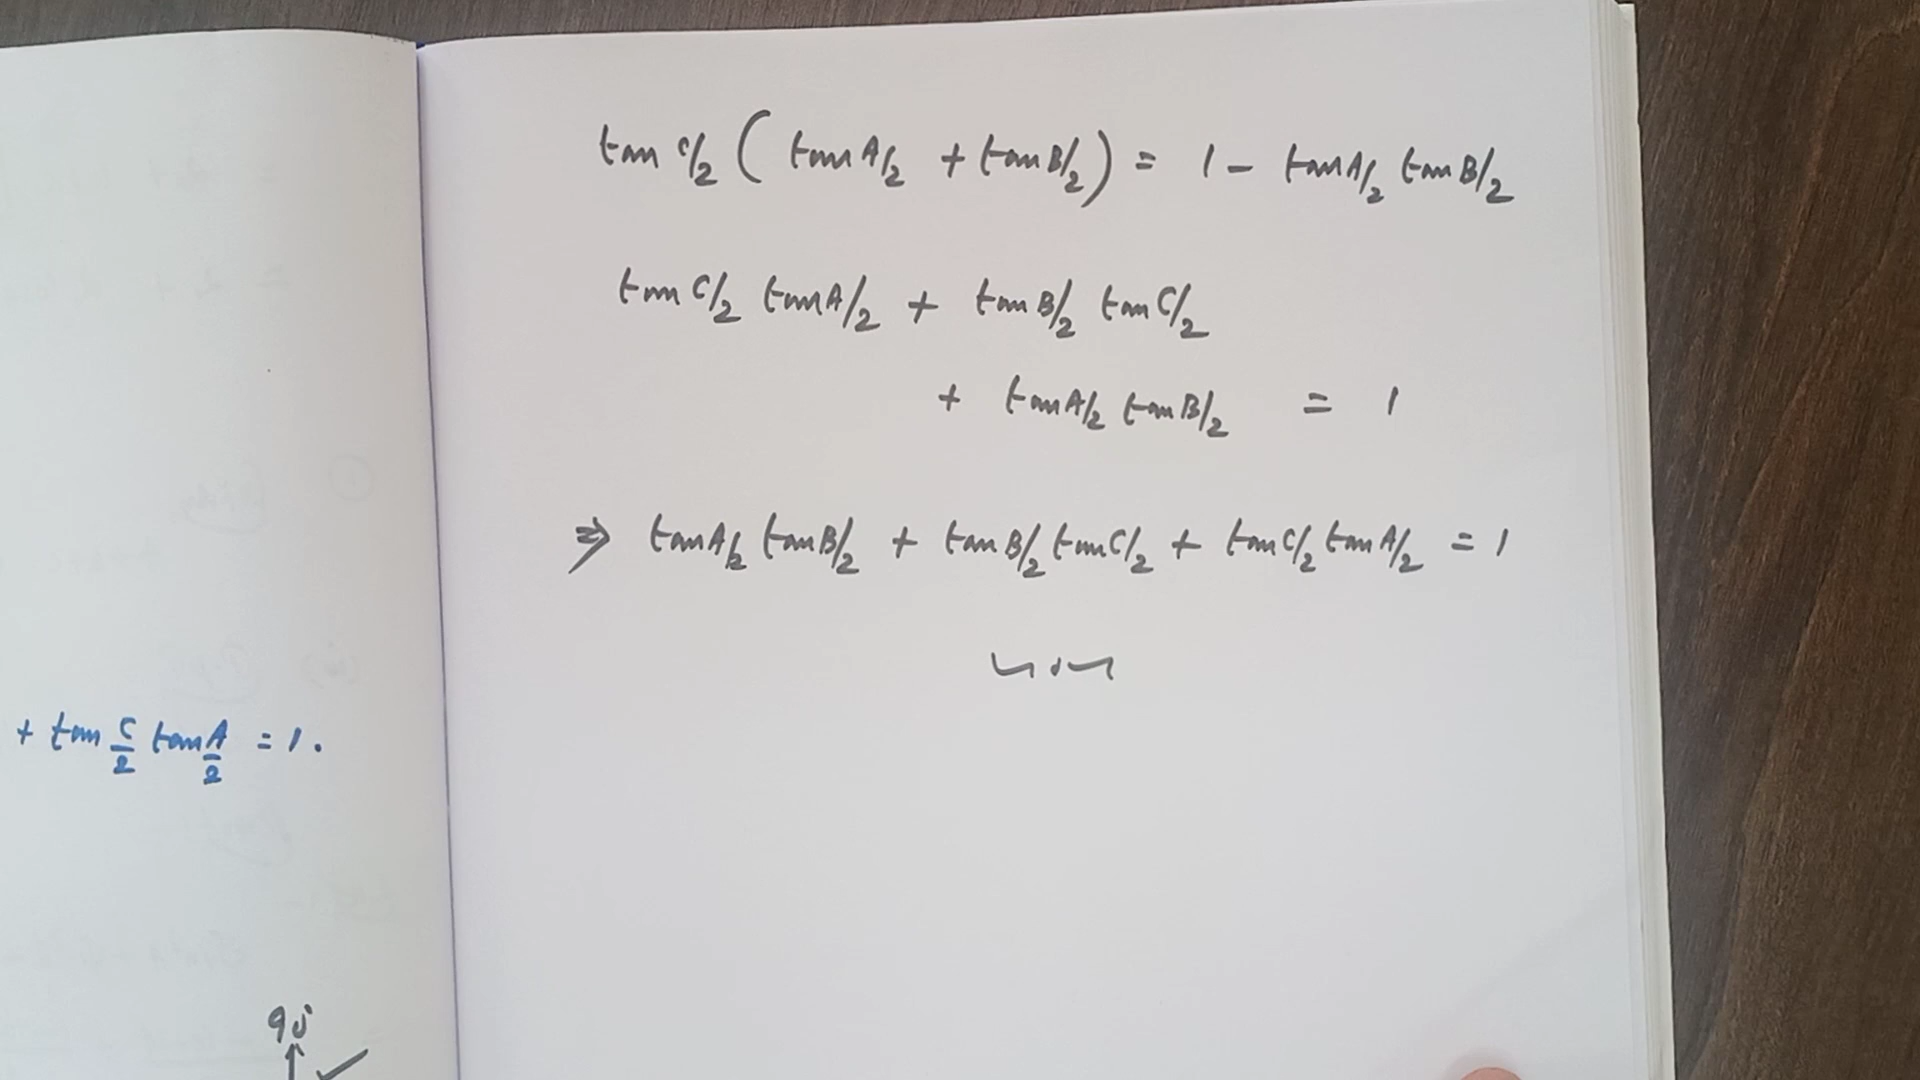 + tan C/2 tan A/2 = 1.
90°
tan C/2 ( tan A/2 + tan B/2 ) = 1 - tan A/2 tan B/2
tan C/2 tan A/2 + tan B/2 tan C/2
+ tan A/2 tan B/2 = 1
⇒ tan A/2 tan B/2 + tan B/2 tan C/2 + tan C/2 tan A/2 = 1